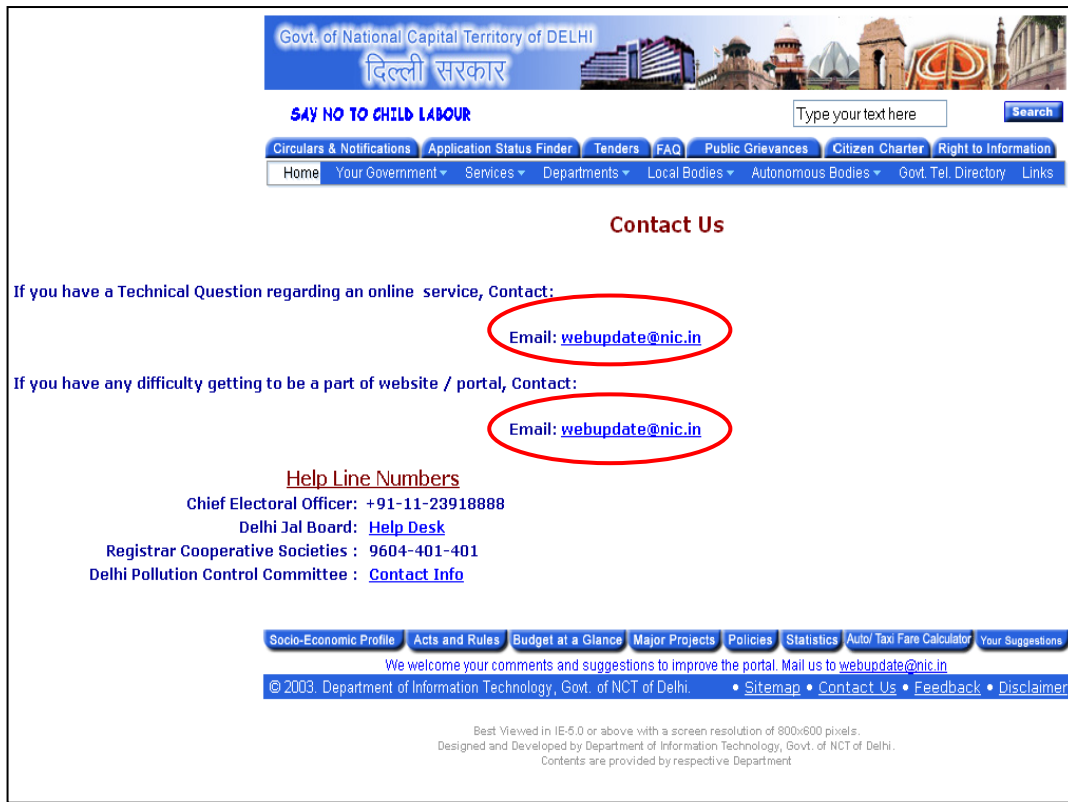 Govt. of National Capital Territory of DELHI
दिल्ली सरकार
SAY NO TO CHILD LABOUR
Type your text here
Search
Circulars & Notifications Application Status Finder Tenders FAQ Public Grievances Citizen Charter Right to Information
Home Your Government Services Departments Local Bodies Autonomous Bodies Govt. Tel. Directory Links
Contact Us
If you have a Technical Question regarding an online service, Contact:
Email: webupdate@nic.in
If you have any difficulty getting to be a part of website / portal, Contact:
Email: webupdate@nic.in
Help Line Numbers
Chief Electoral Officer: +91-11-23918888
Delhi Jal Board: Help Desk
Registrar Cooperative Societies : 9604-401-401
Delhi Pollution Control Committee : Contact Info
Socio-Economic Profile Acts and Rules Budget at a Glance Major Projects Policies Statistics Auto/ Taxi Fare Calculator Your Suggestions
We welcome your comments and suggestions to improve the portal. Mail us to webupdate@nic.in
© 2003. Department of Information Technology, Govt. of NCT of Delhi. • Sitemap • Contact Us • Feedback • Disclaimer
Best Viewed in IE-5.0 or above with a screen resolution of 800x600 pixels.
Designed and Developed by Department of Information Technology, Govt. of NCT of Delhi.
Contents are provided by respective Department